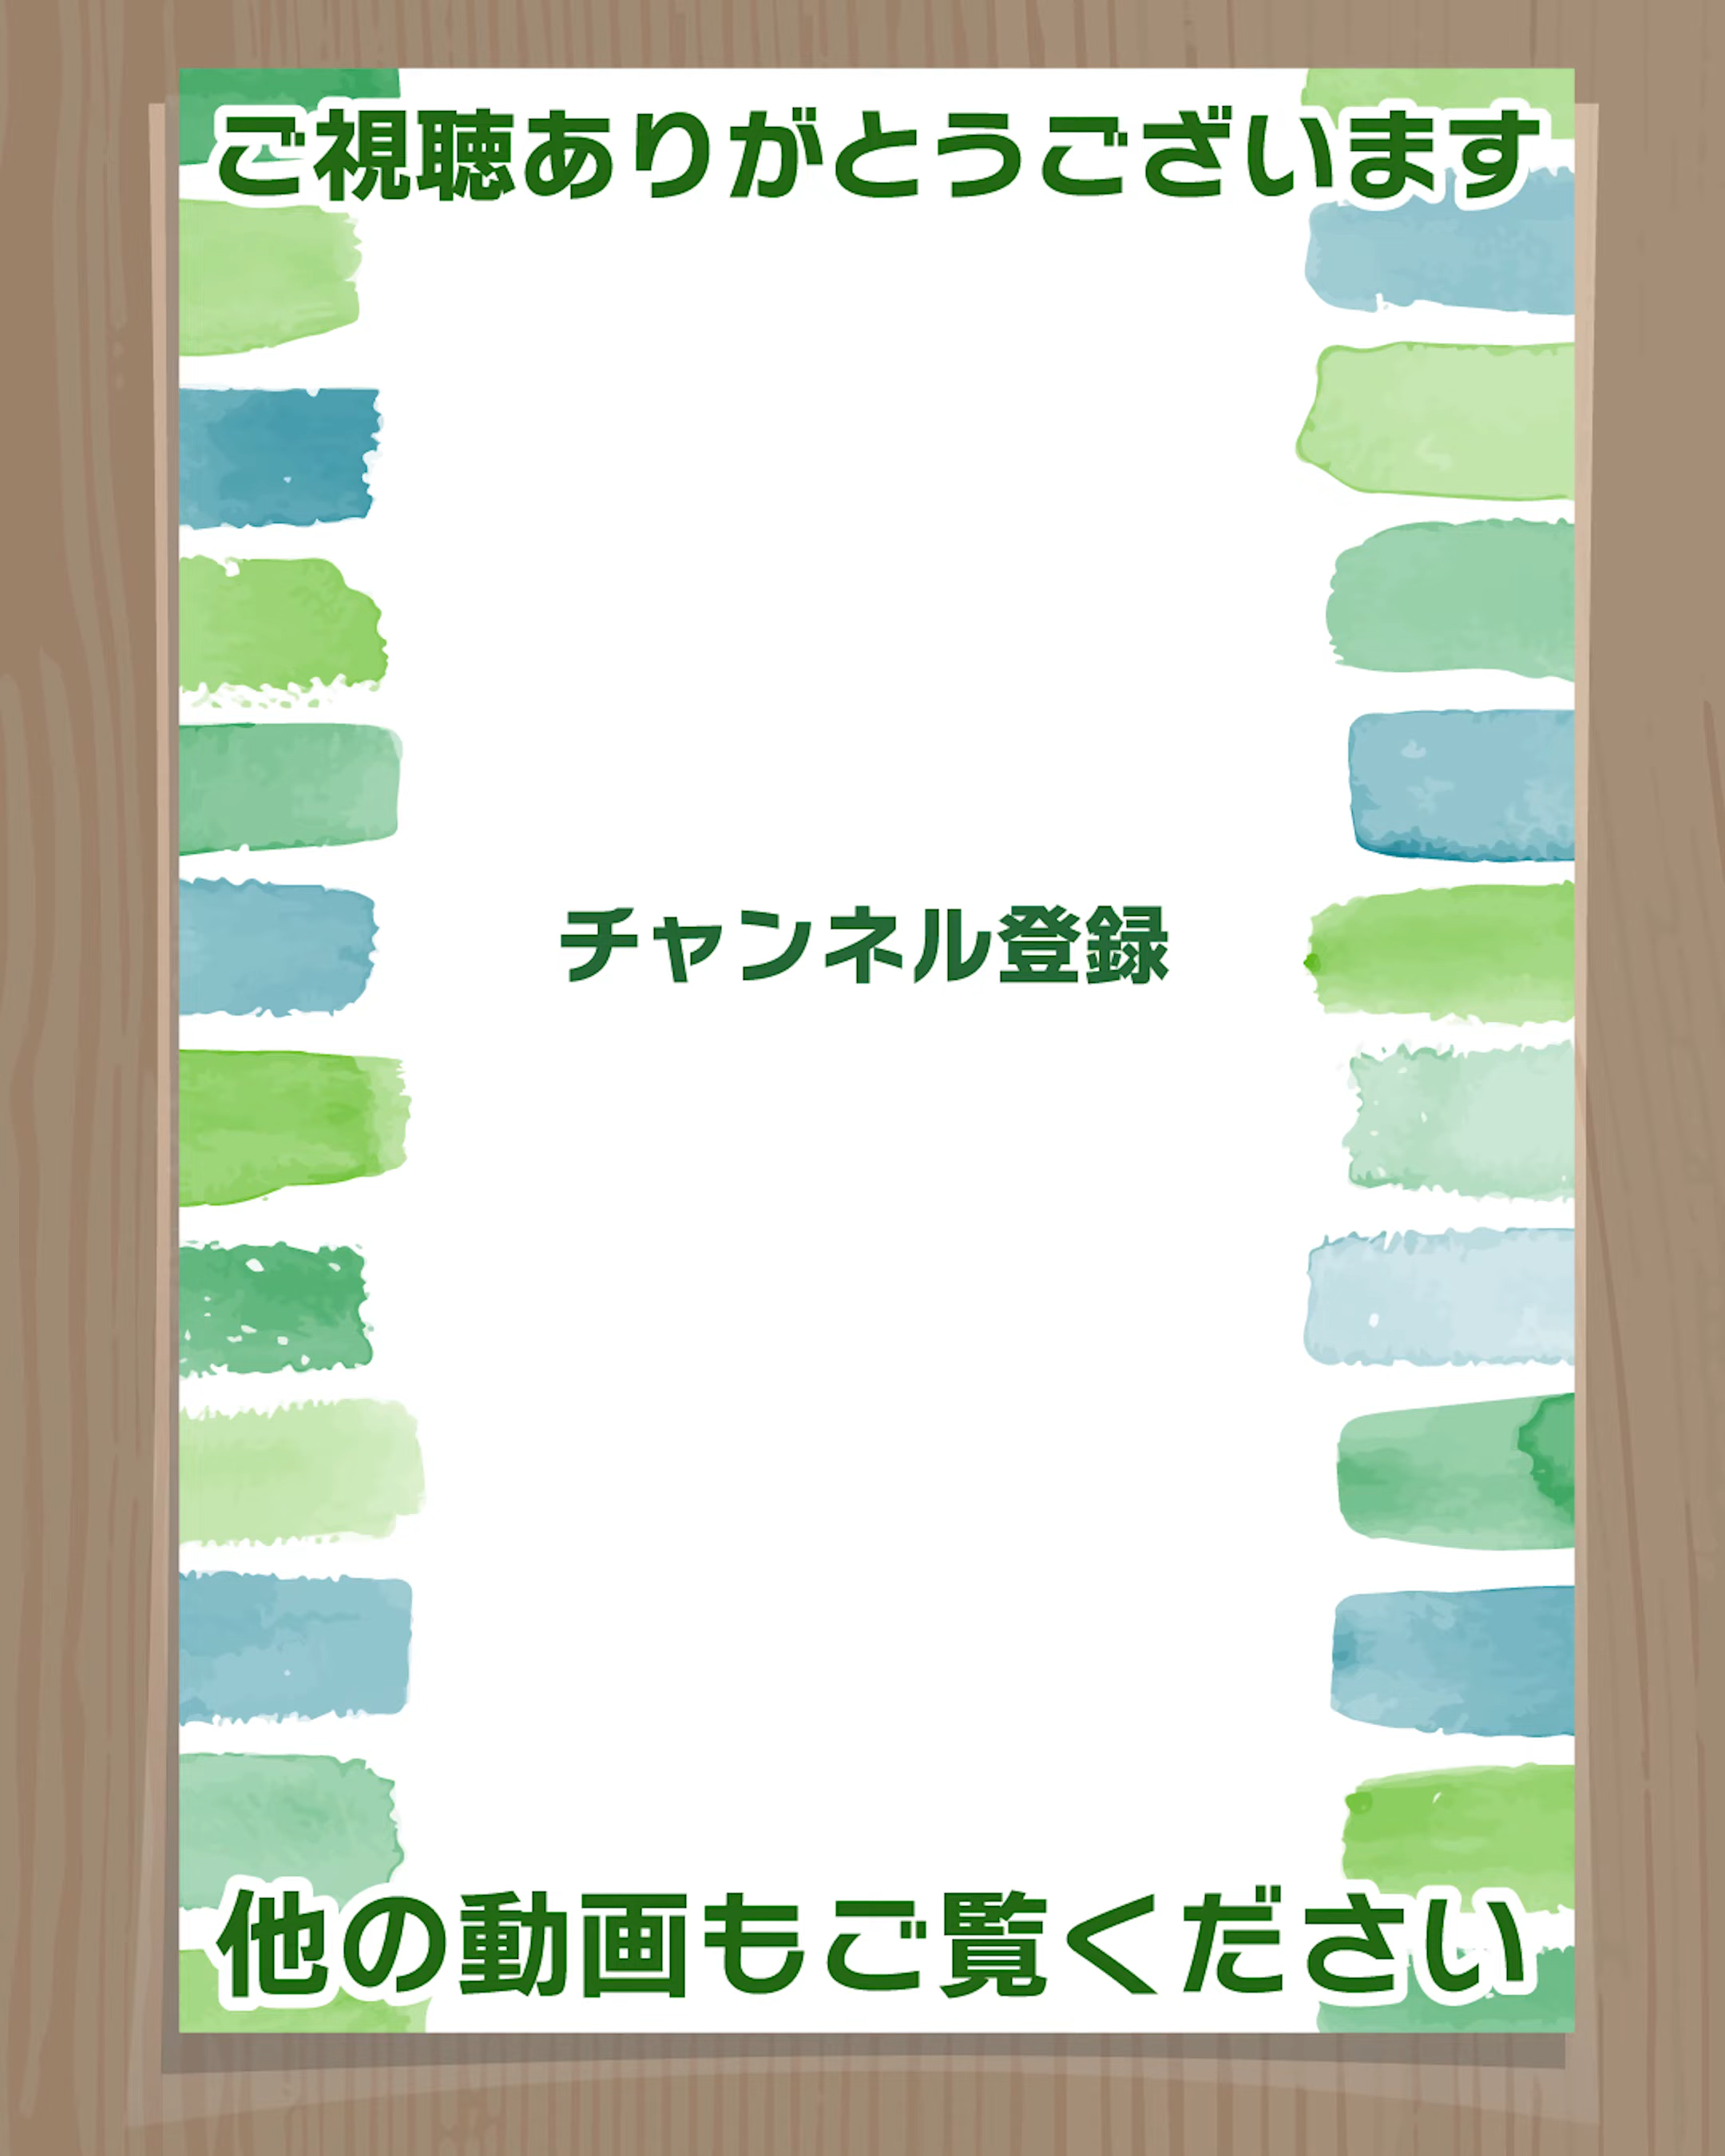 ご視聴ありがとうございます
チャンネル登録
他の動画もご覧ください